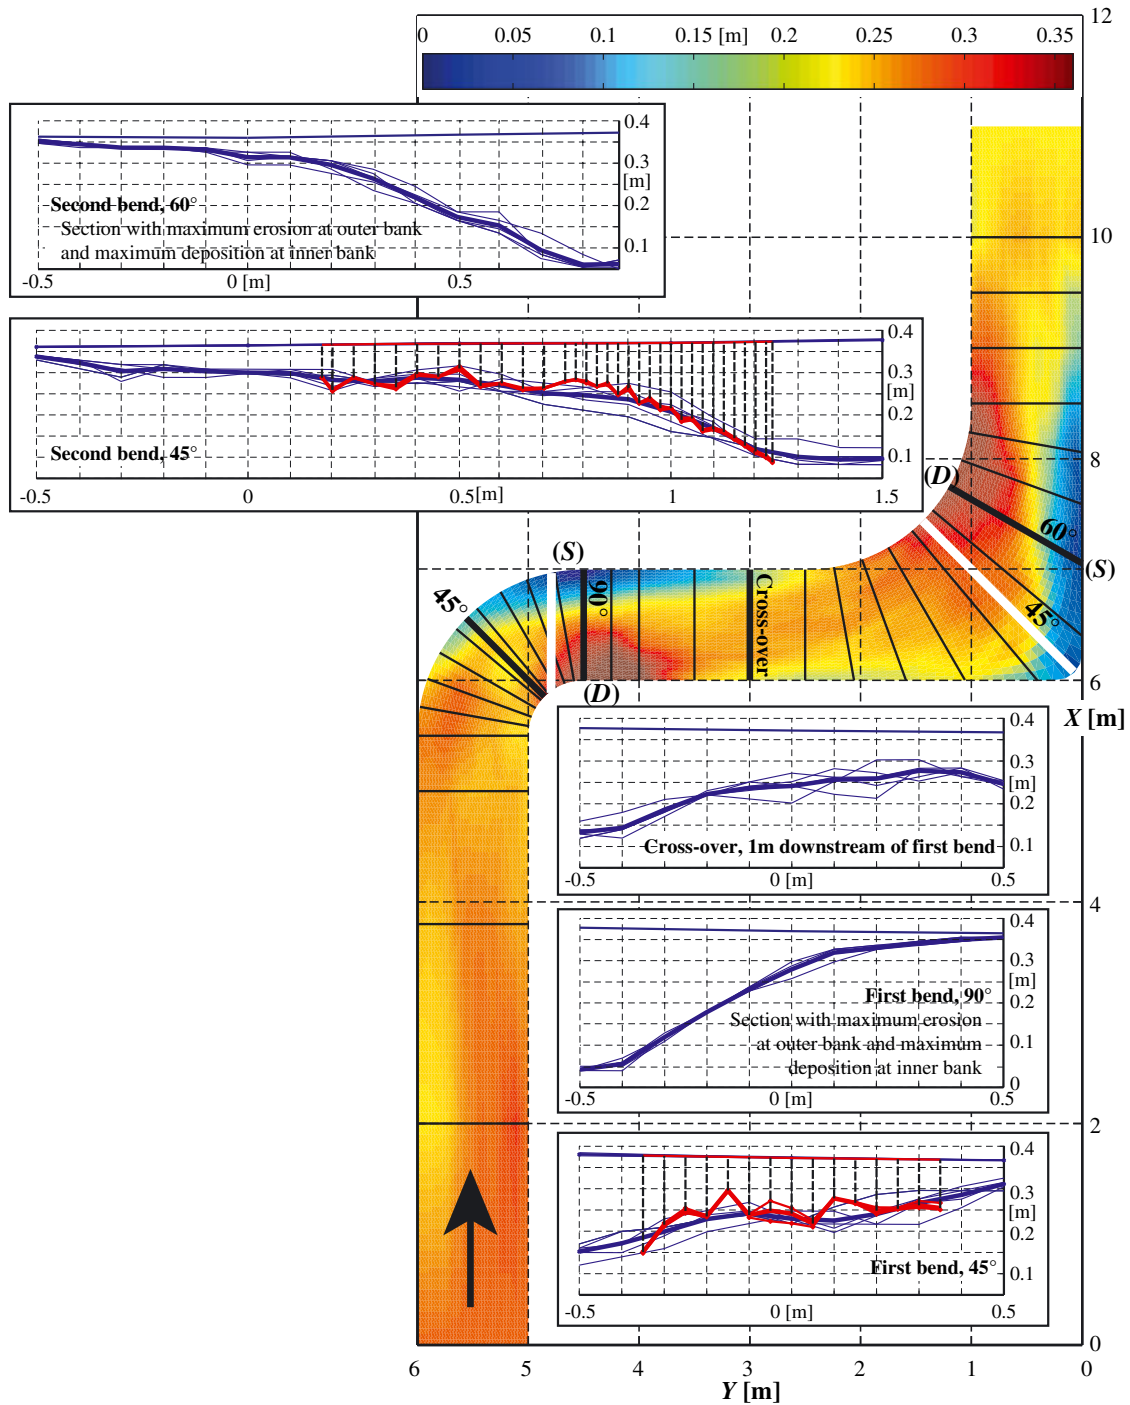 12
0 0.05 0.1 0.15 [m] 0.2 0.25 0.3 0.35
0.4
0.3
[m]
0.2
0.1
Second bend, 60°
Section with maximum erosion at outer bank
and maximum deposition at inner bank
-0.5 0 [m] 0.5
10
0.4
0.3
[m]
0.2
0.1
Second bend, 45°
-0.5 0 0.5[m] 1 1.5
8
(D)
60°
(S)
45°
(S)
45°
90°
Cross-over
(D)
6
X [m]
0.4
0.3
[m]
0.2
0.1
Cross-over, 1m downstream of first bend
-0.5 0 [m] 0.5
4
0.4
0.3
[m]
0.2
0.1
0
First bend, 90°
Section with maximum erosion
at outer bank and maximum
deposition at inner bank
-0.5 0 [m] 0.5
2
0.4
0.3
[m]
0.2
0.1
First bend, 45°
-0.5 0 [m] 0.5
0
6 5 4 3 2 1 0
Y [m]